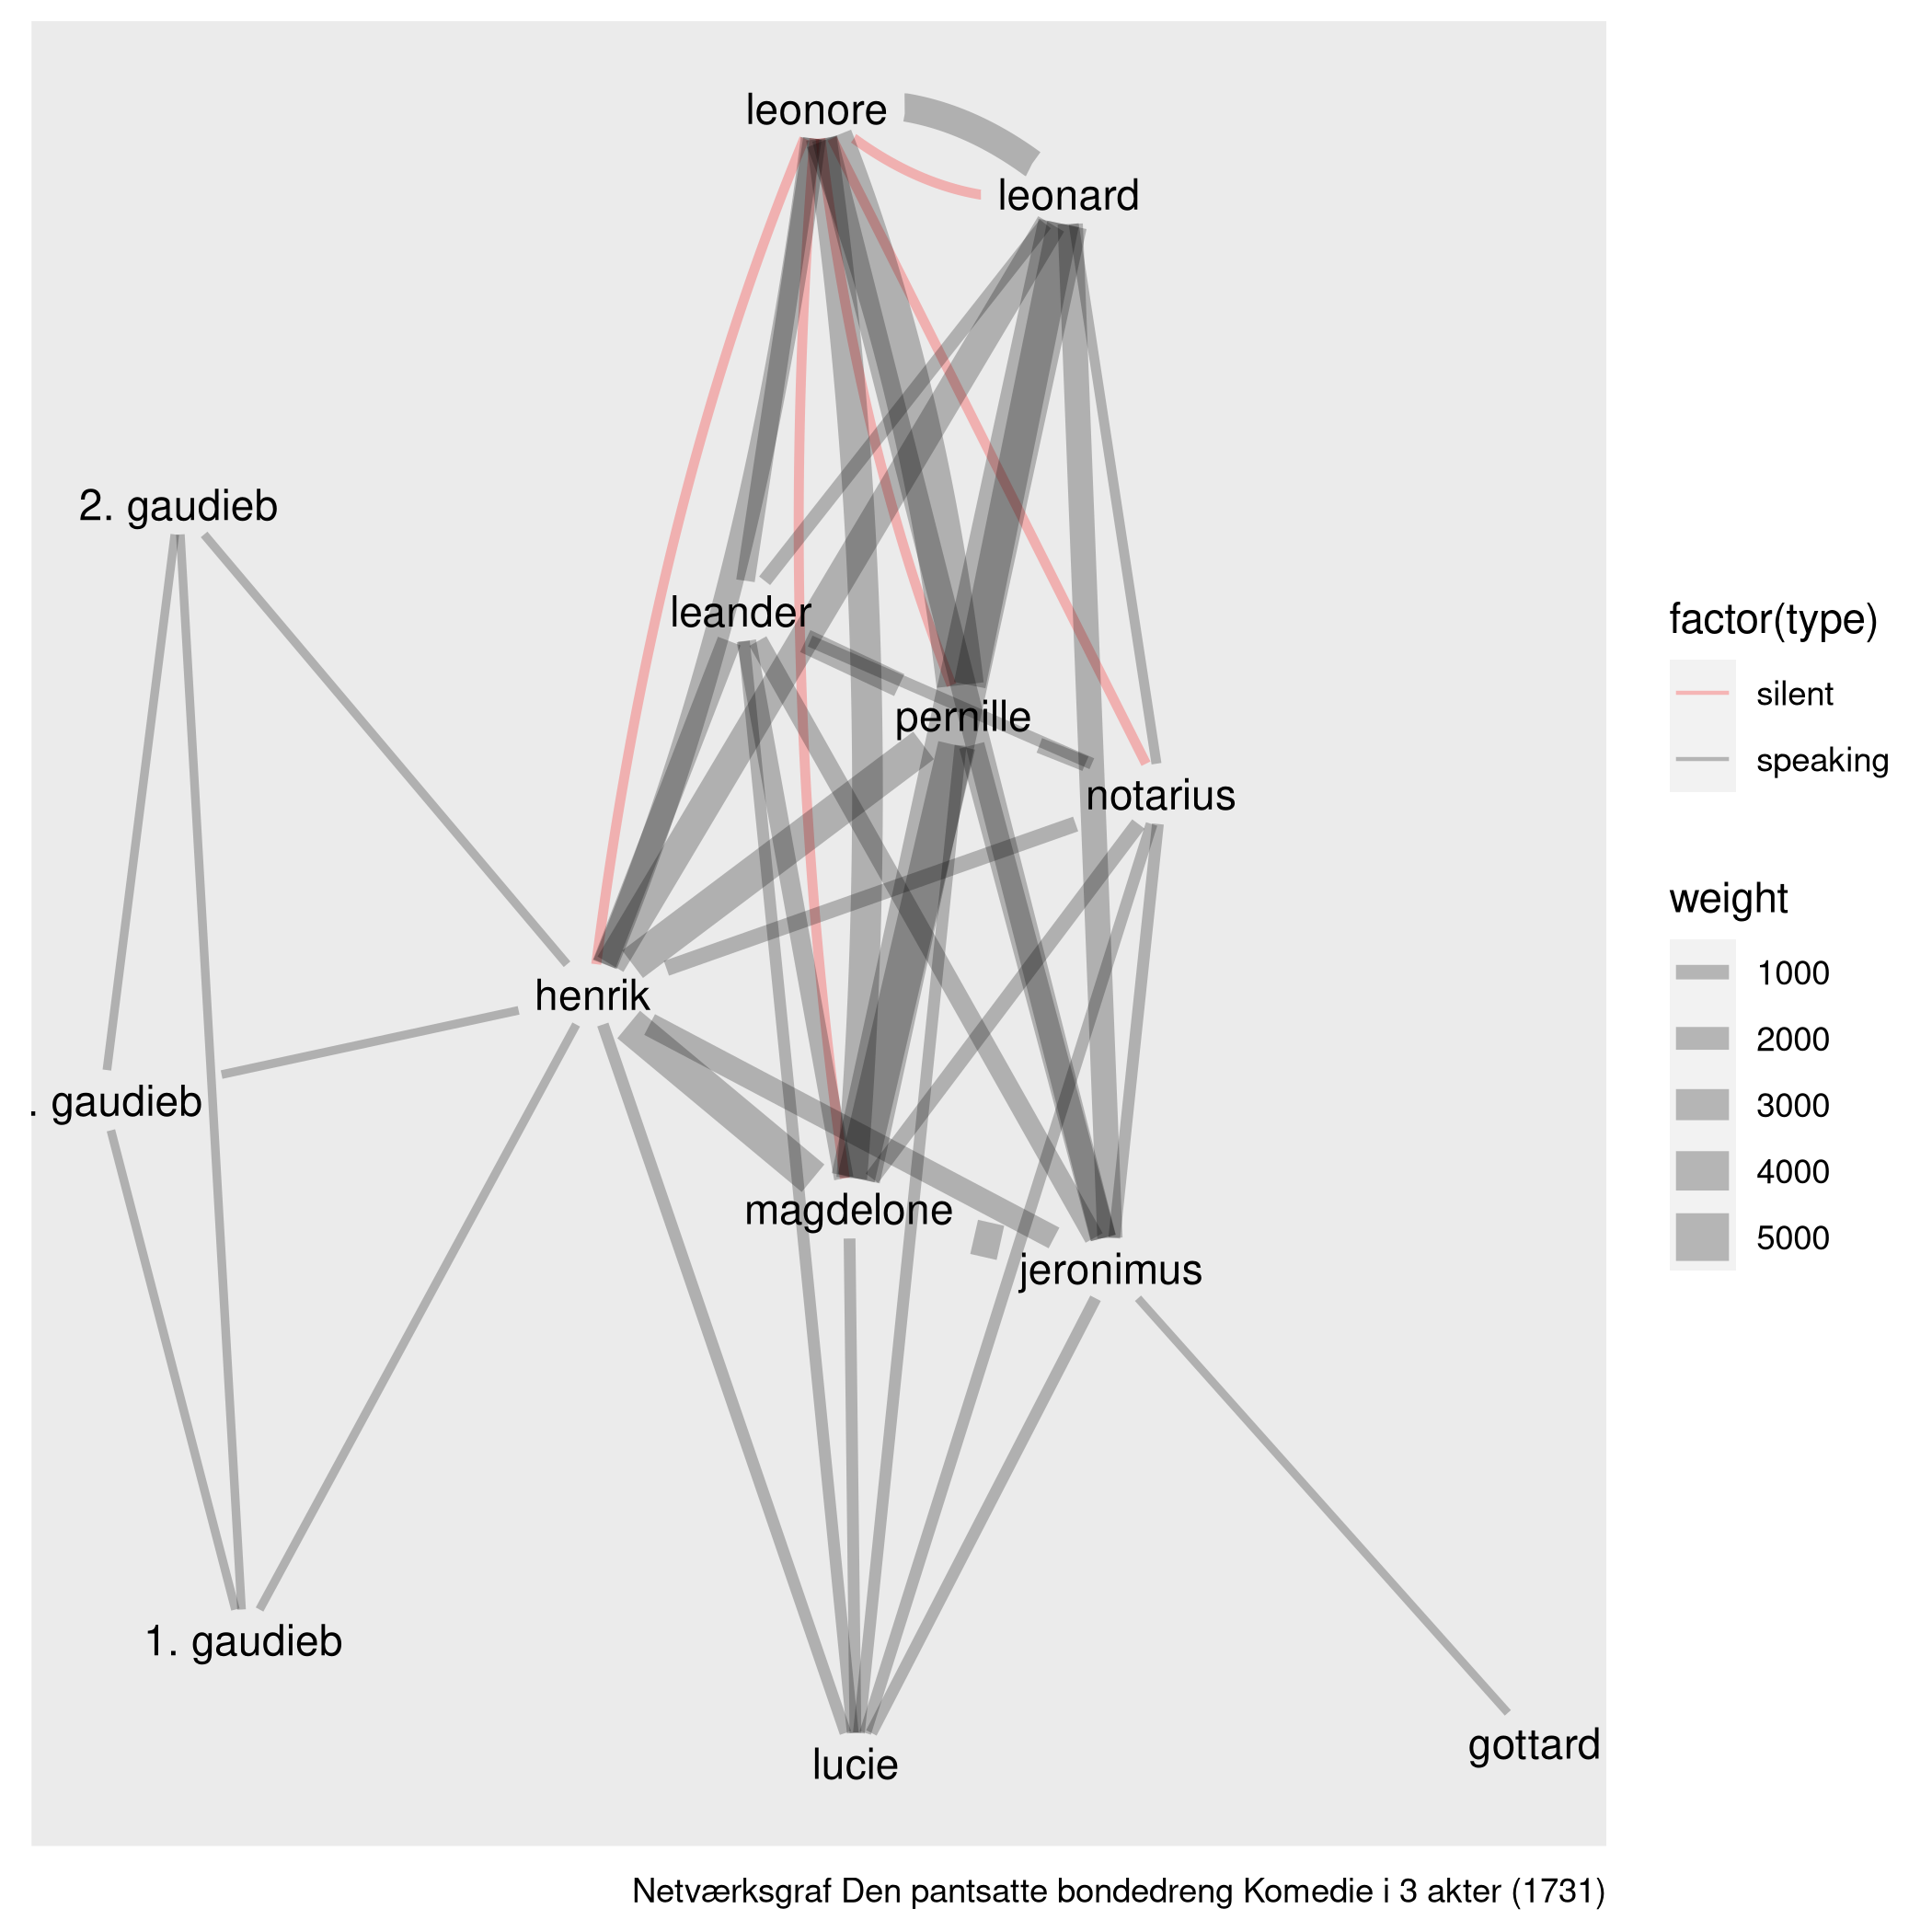 leonore
leonard
2. gaudieb
leander
pernille
notarius
henrik
. gaudieb
magdelone
jeronimus
1. gaudieb
gottard
lucie
factor(type)
silent
speaking
weight
1000
2000
3000
4000
5000
Netværksgraf Den pantsatte bondedreng Komedie i 3 akter (1731)